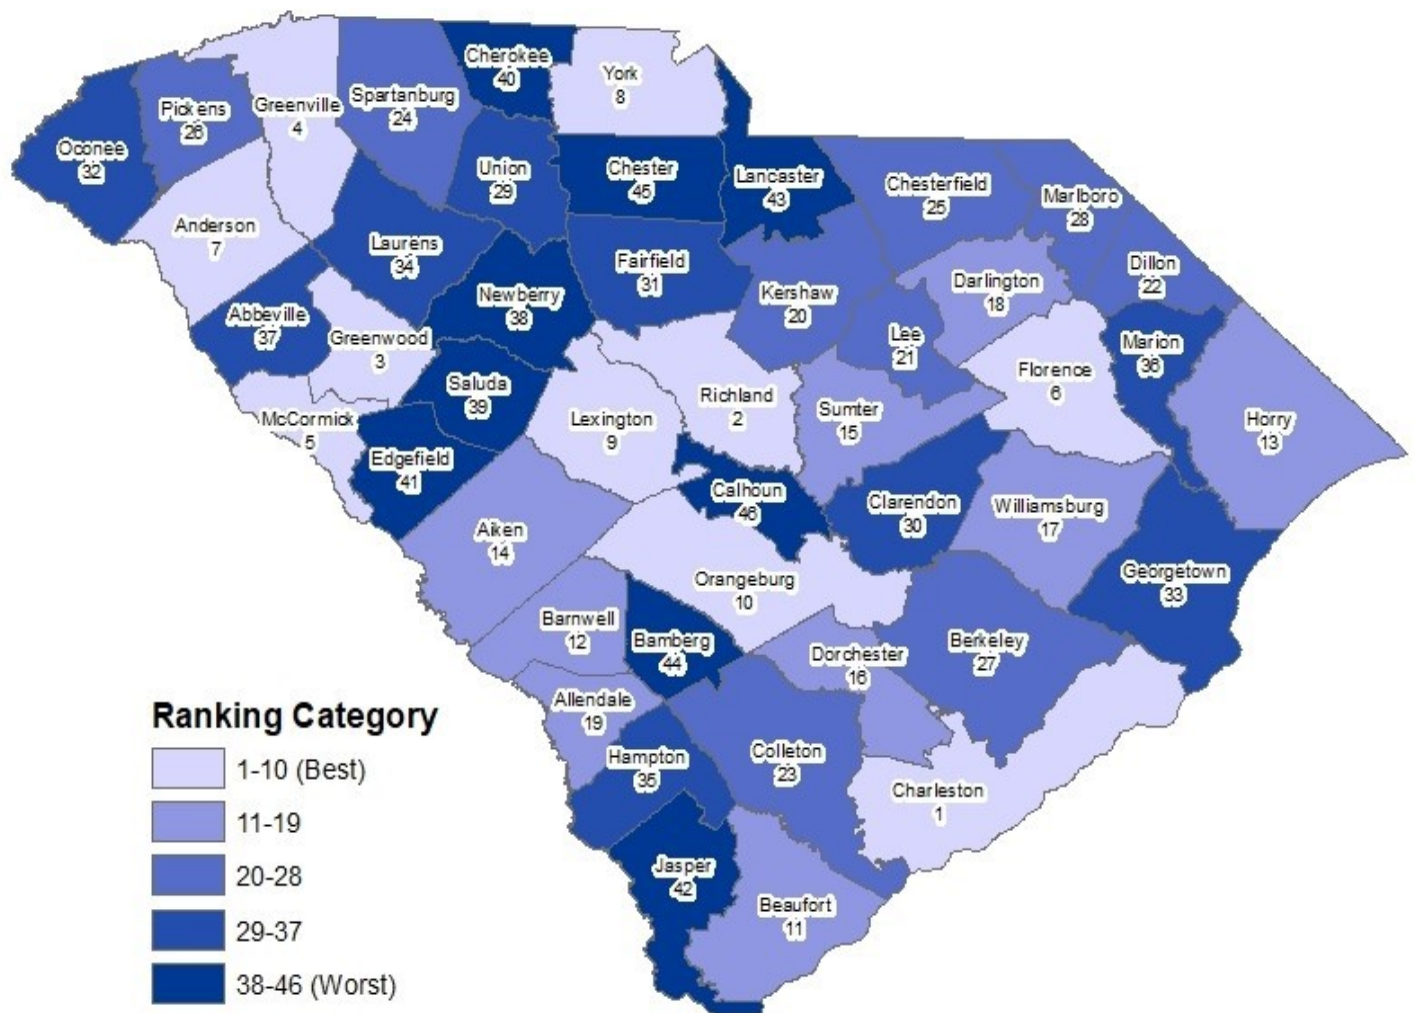 Cherokee
40
York
8
Spartanburg
24
Greenville
4
Pickens
26
Oconee
32
Union
29
Chester
45
Lancaster
43
Chesterfield
25
Marlboro
28
Anderson
7
Laurens
34
Fairfield
31
Kershaw
20
Darlington
18
Dillon
22
Newberry
38
Abbeville
37
Greenwood
3
Lee
21
Marion
36
Saluda
39
Richland
2
Florence
6
McCormick
5
Lexington
9
Sumter
15
Horry
13
Edgefield
41
Calhoun
46
Clarendon
30
Williamsburg
17
Aiken
14
Orangeburg
10
Georgetown
33
Barnwell
12
Bamberg
44
Dorchester
16
Berkeley
27
Allendale
19
Hampton
35
Colleton
23
Charleston
1
Jasper
42
Beaufort
11
Ranking Category
1-10 (Best)
11-19
20-28
29-37
38-46 (Worst)